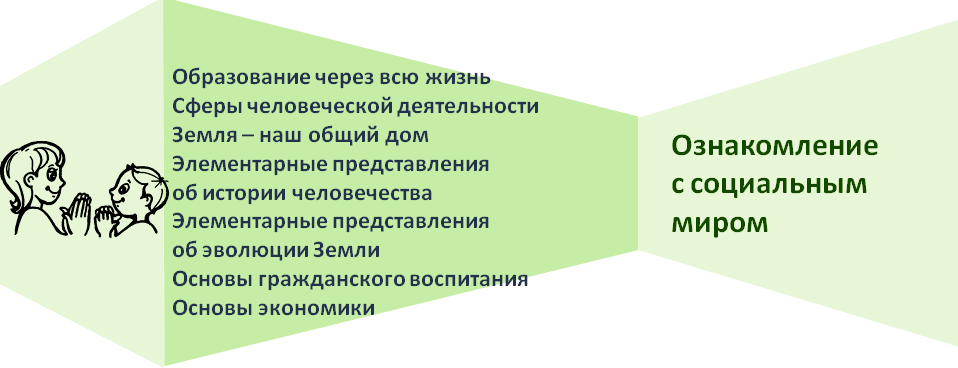 Образование через всю жизнь
Сферы человеческой деятельности
Земля – наш общий дом
Элементарные представления
об истории человечества
Элементарные представления
об эволюции Земли
Основы гражданского воспитания
Основы экономики
Ознакомление
с социальным
миром